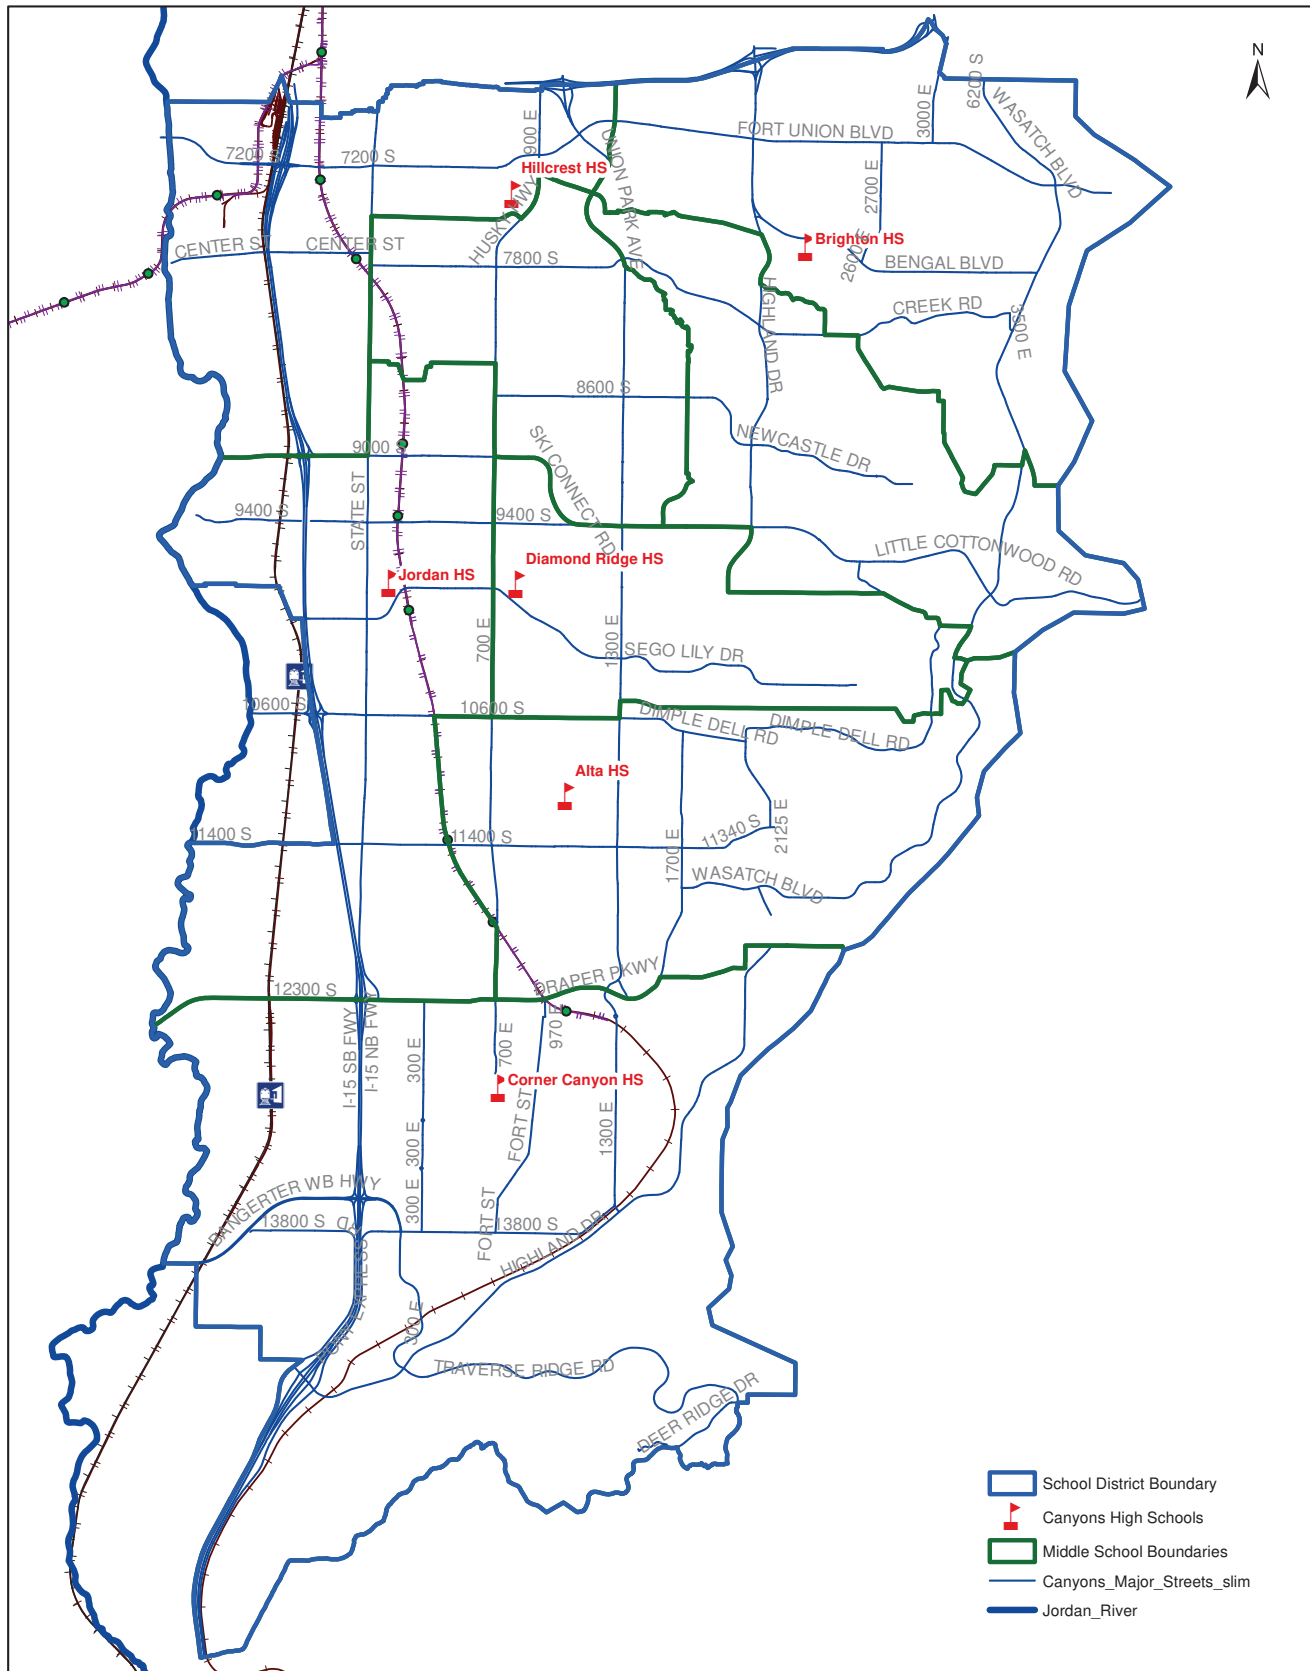 N
6200 S
WASATCH BLVD
3000 E
FORT UNION BLVD
900 E
UNION PARK AVE
7200 S
7200 S
2700 E
Hillcrest HS
HUSKY HWY
CENTER ST
CENTER ST
7800 S
Brighton HS
2600 E
BENGAL BLVD
HIGHLAND DR
CREEK RD
3500 E
8600 S
NEWCASTLE DR
9000 S
SKI CONNECT RD
STATE ST
9400 S
9400 S
LITTLE COTTONWOOD RD
Diamond Ridge HS
Jordan HS
700 E
1300 E
SEGO LILY DR
10600 S
10600 S
DIMPLE DELL RD
DIMPLE DELL RD
Alta HS
11400 S
11400 S
1700 E
11340 S
2125 E
WASATCH BLVD
12300 S
DRAPER PKWY
I-15 SB FWY
I-15 NB FWY
300 E
700 E
970 E
Corner Canyon HS
FORT ST
1300 E
300 E
300 E
BANGERTER WB HWY
13800 S
FORT ST
13800 S
HIGHLAND DR
PONY EXPRESS RD
300 E
TRAVERSE RIDGE RD
DEER RIDGE DR
School District Boundary
Canyons High Schools
Middle School Boundaries
Canyons_Major_Streets_slim
Jordan_River